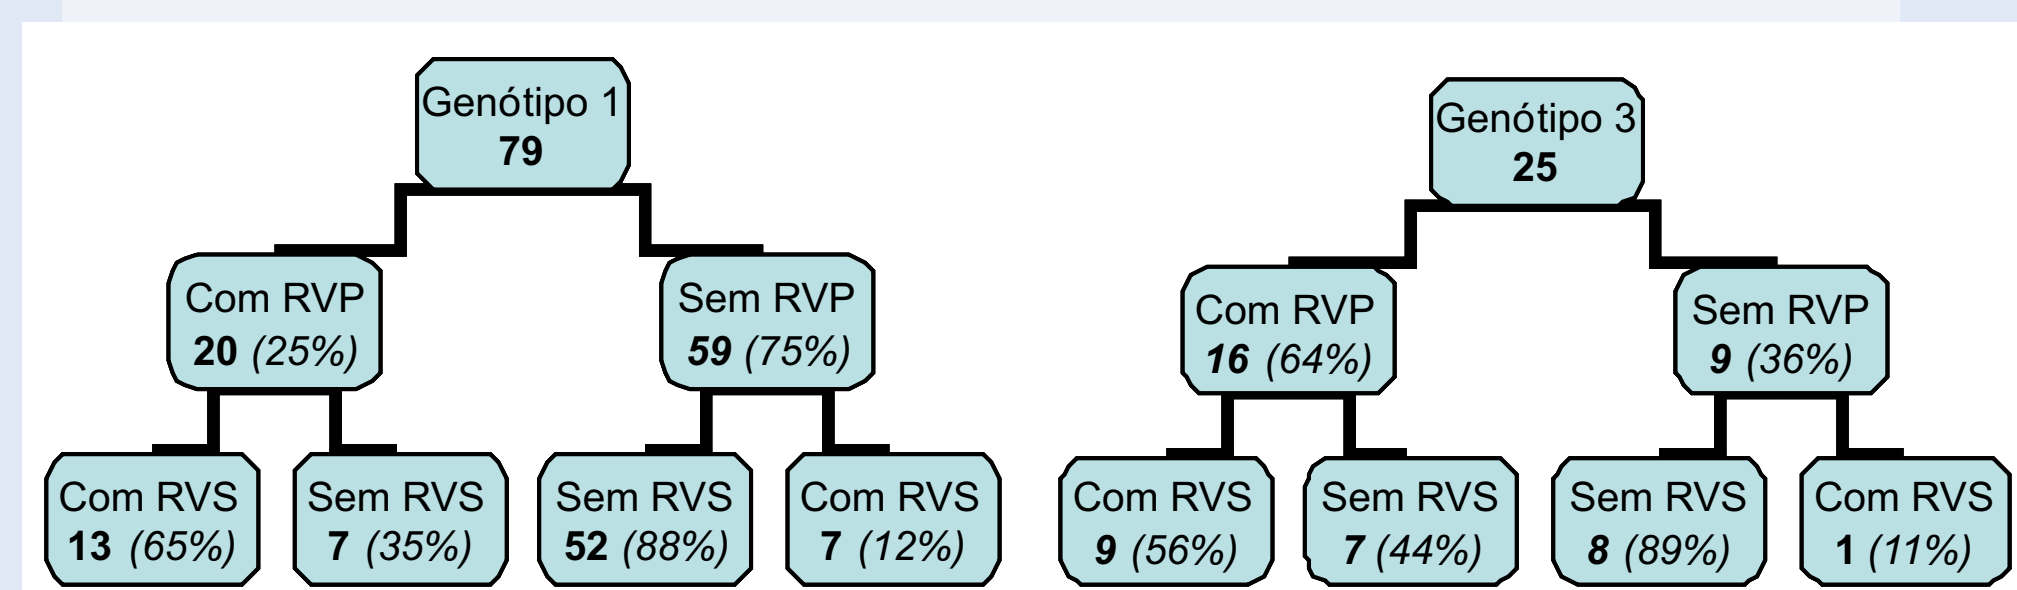 Genótipo 1
79
Com RVP
20 (25%)
Sem RVP
59 (75%)
Com RVS
13 (65%)
Sem RVS
7 (35%)
Sem RVS
52 (88%)
Com RVS
7 (12%)
Genótipo 3
25
Com RVP
16 (64%)
Sem RVP
9 (36%)
Com RVS
9 (56%)
Sem RVS
7 (44%)
Sem RVS
8 (89%)
Com RVS
1 (11%)